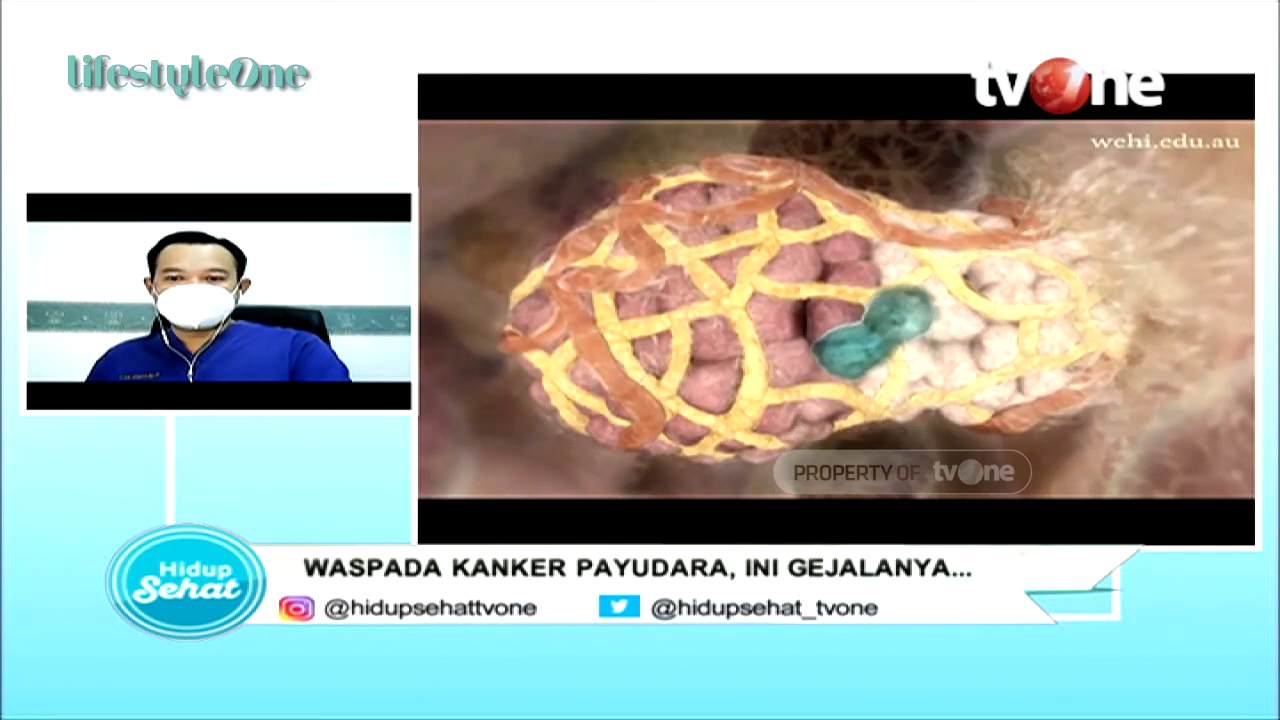 lifestyleOne
tvOne
wehi.edu.au
PROPERTY OF tvOne
Hidup
Sehat
WASPADA KANKER PAYUDARA, INI GEJALANYA...
@hidupsehattvone @hidupsehat_tvone